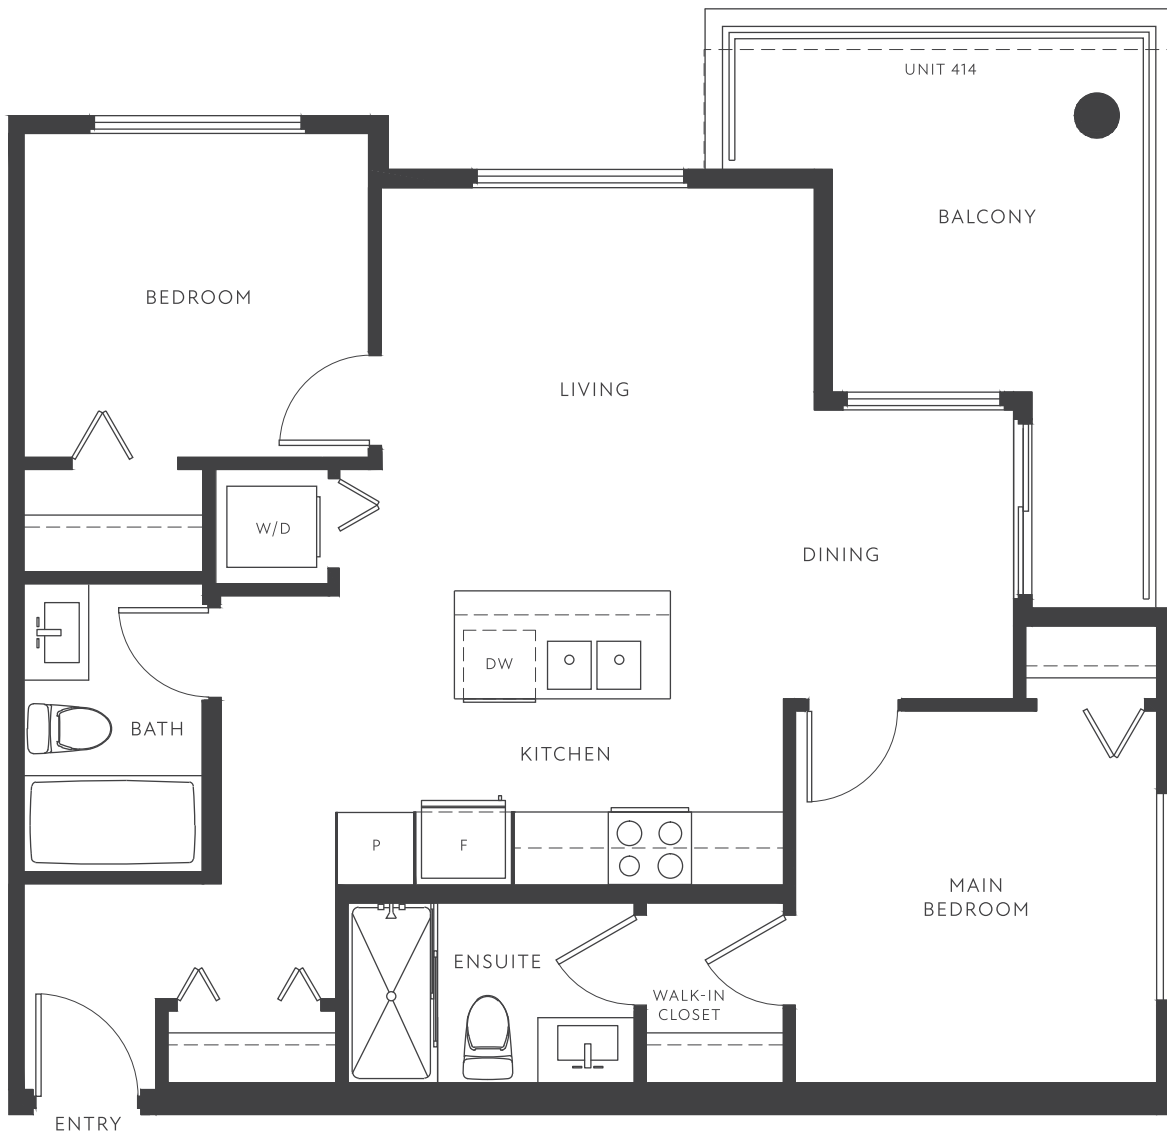 UNIT 414
BALCONY
BEDROOM
LIVING
W/D
DINING
DW
BATH
KITCHEN
P
F
MAIN
BEDROOM
ENSUITE
WALK-IN
CLOSET
ENTRY